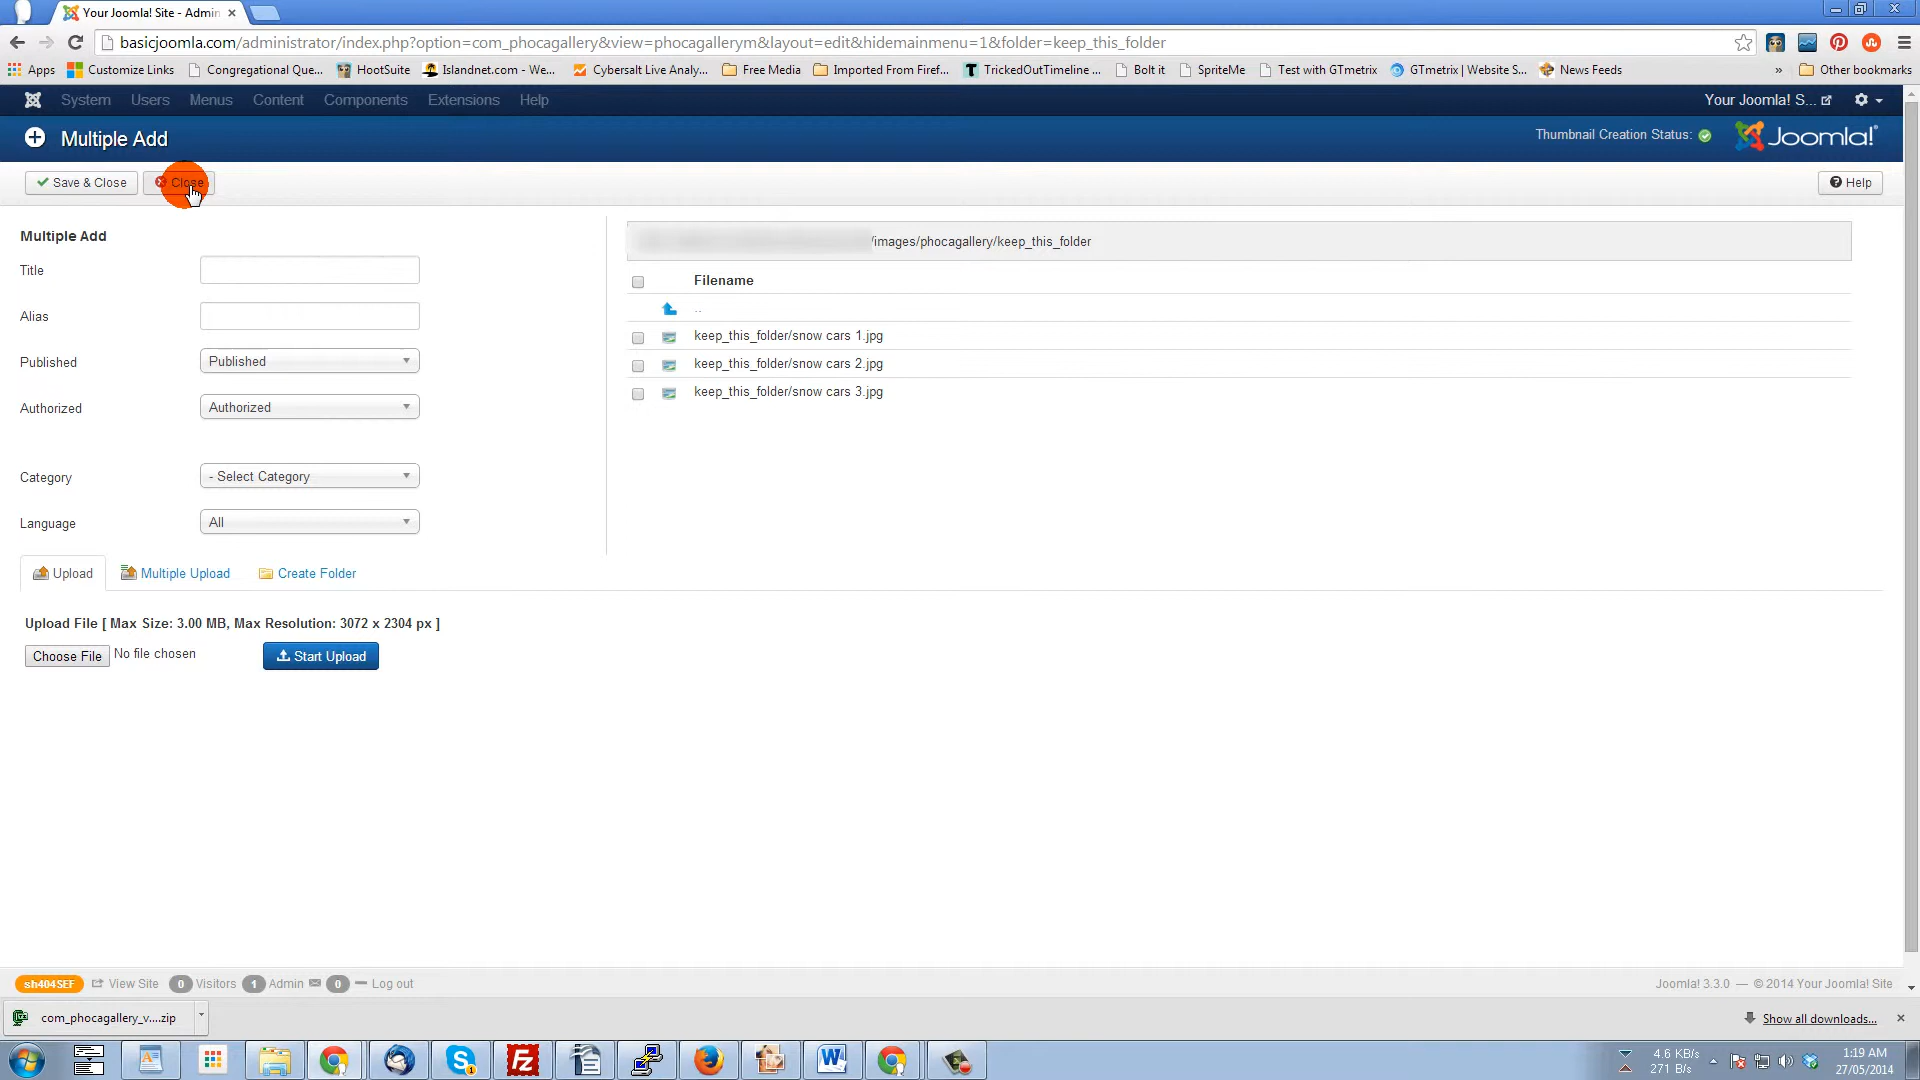 Your Joomla! Site - Admin
basicjoomla.com/administrator/index.php?option=com_phocagallery&view=phocagallerym&layout=edit&hidemainmenu=1&folder=keep_this_folder
Apps Customize Links Congregational Que... HootSuite Islandnet.com - We... Cybersalt Live Analy... Free Media Imported From Firef... T TrickedOutTimeline ... Bolt it SpriteMe Test with GTmetrix GTmetrix | Website S... News Feeds » Other bookmarks
System Users Menus Content Components Extensions Help Your Joomla! S...
Multiple Add Thumbnail Creation Status: Joomla!
Save & Close Close Help
Multiple Add
/images/phocagallery/keep_this_folder
Title
Filename
Alias
..
keep_this_folder/snow cars 1.jpg
Published Published
keep_this_folder/snow cars 2.jpg
keep_this_folder/snow cars 3.jpg
Authorized Authorized
Category - Select Category
Language All
Upload Multiple Upload Create Folder
Upload File [ Max Size: 3.00 MB, Max Resolution: 3072 x 2304 px ]
Choose File No file chosen Start Upload
sh404SEF View Site 0 Visitors 1 Admin 0 Log out Joomla! 3.3.0 — © 2014 Your Joomla! Site
com_phocagallery_v....zip Show all downloads...
4.6 KB/s 1:19 AM
271 B/s 27/05/2014